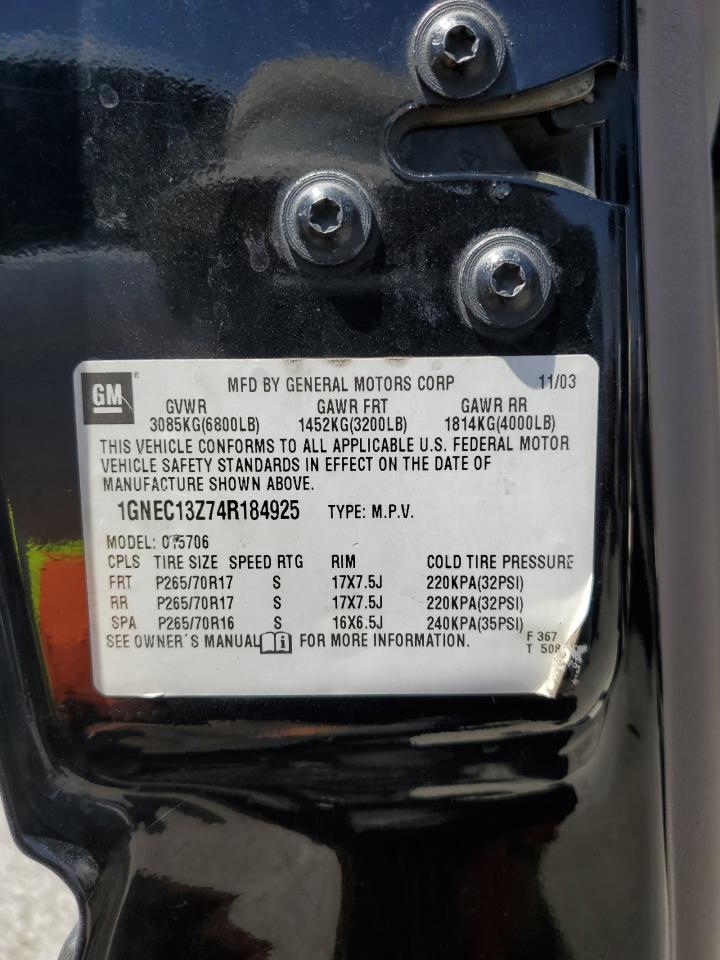 GM ®
MFD BY GENERAL MOTORS CORP 11/03
GVWR GAWR FRT GAWR RR
3085KG(6800LB) 1452KG(3200LB) 1814KG(4000LB)
THIS VEHICLE CONFORMS TO ALL APPLICABLE U.S. FEDERAL MOTOR
VEHICLE SAFETY STANDARDS IN EFFECT ON THE DATE OF
MANUFACTURE SHOWN ABOVE.
1GNEC13Z74R184925 TYPE: M.P.V.
MODEL:
CPLS TIRE SIZE SPEED RTG RIM COLD TIRE PRESSURE
FRT P265/70R17 S 17X7.5J 220KPA(32PSI)
RR P265/70R17 S 17X7.5J 220KPA(32PSI)
SPA P265/70R16 S 16X6.5J 240KPA(35PSI)
SEE OWNER'S MANUAL i FOR MORE INFORMATION.
F 367
T